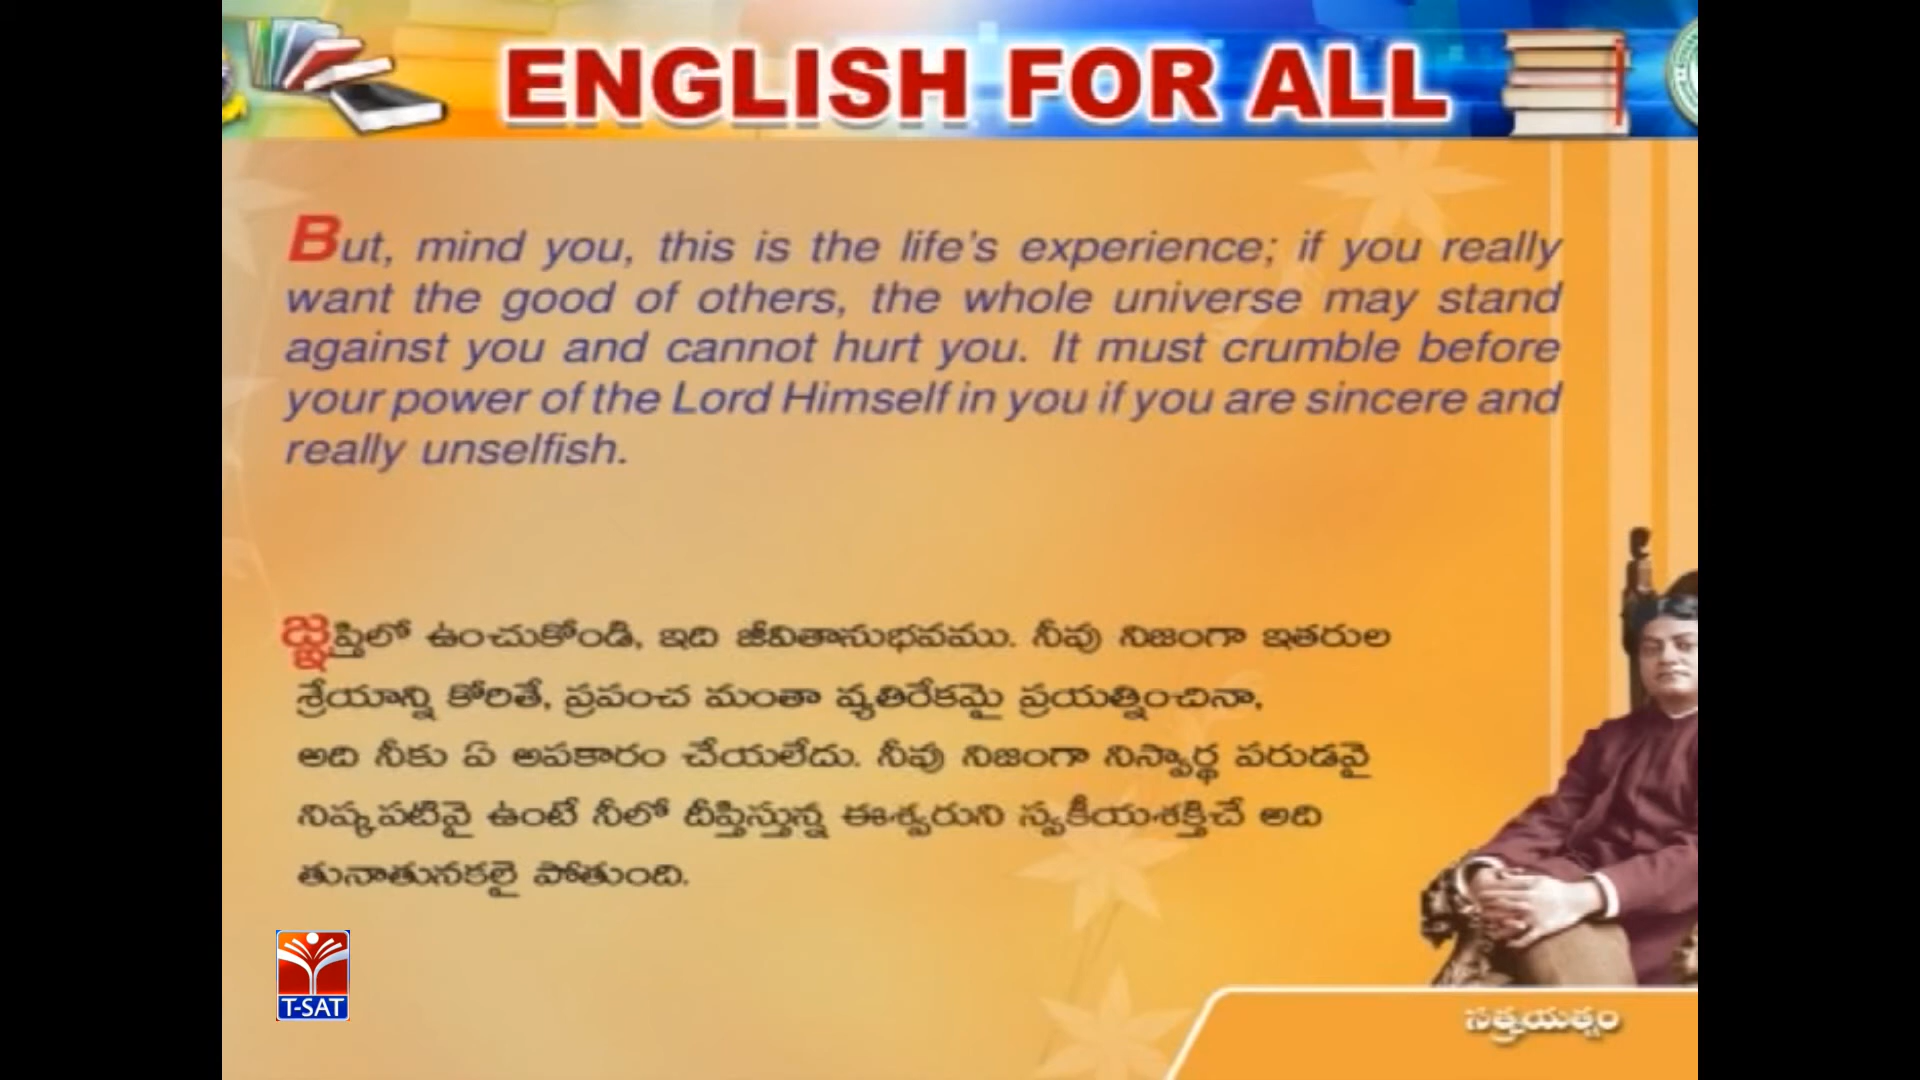 ENGLISH FOR ALL
But, mind you, this is the life's experience; if you really
want the good of others, the whole universe may stand
against you and cannot hurt you. It must crumble before
your power of the Lord Himself in you if you are sincere and
really unselfish.
జ్ఞప్తిలో ఉంచుకోండి, ఇది జీవితానుభవము. నీవు నిజంగా ఇతరుల
శ్రేయాన్ని కోరితే, ప్రపంచ మంతా వ్యతిరేకమై ప్రయత్నించినా,
అది నీకు ఏ అపకారం చేయలేదు. నీవు నిజంగా నిస్వార్థ పరుడవై
నిష్కపటివై ఉంటే నీలో దీప్తిస్తున్న ఈశ్వరుని స్వకీయశక్తిచే అది
తునాతునకలై పోతుంది.
T-SAT
సత్ప్రయత్నం